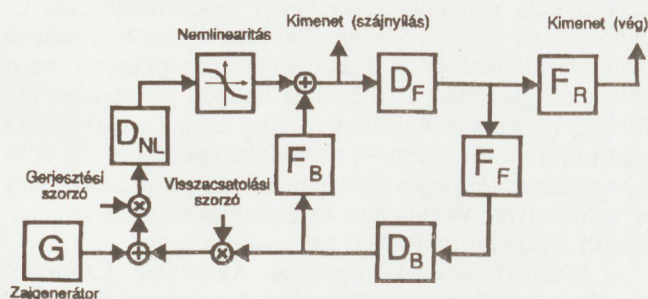 Kimenet (szájnyílás)
Kimenet (vég)
Nemlinearitás
D_F
F_R
D_NL
F_B
F_F
Gerjesztési
szorzó
Visszacsatolási
szorzó
G
D_B
Zajgenerátor